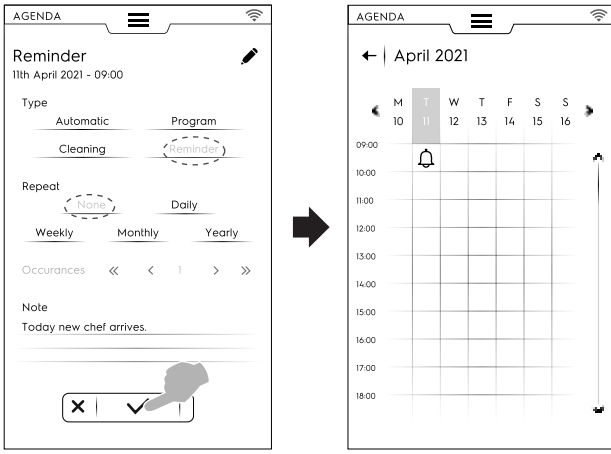 AGENDA
Reminder
11th April 2021 - 09:00
Type
Automatic Program
Cleaning Reminder
Repeat
None Daily
Weekly Monthly Yearly
Occurances « < 1 > »
Note
Today new chef arrives.
AGENDA
April 2021
M T W T F S S
10 11 12 13 14 15 16
09:00
10:00
11:00
12:00
13:00
14:00
15:00
16:00
17:00
18:00